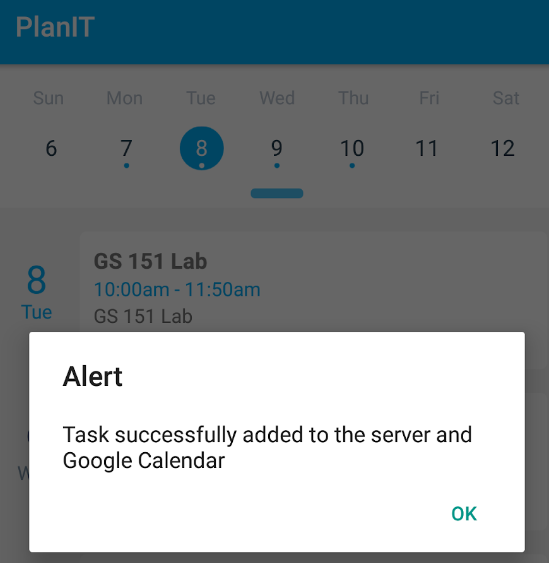 PlanIT
Sun Mon Tue Wed Thu Fri Sat
6 7 8 9 10 11 12
8
Tue
GS 151 Lab
10:00am - 11:50am
GS 151 Lab
Alert
Task successfully added to the server and
Google Calendar
OK